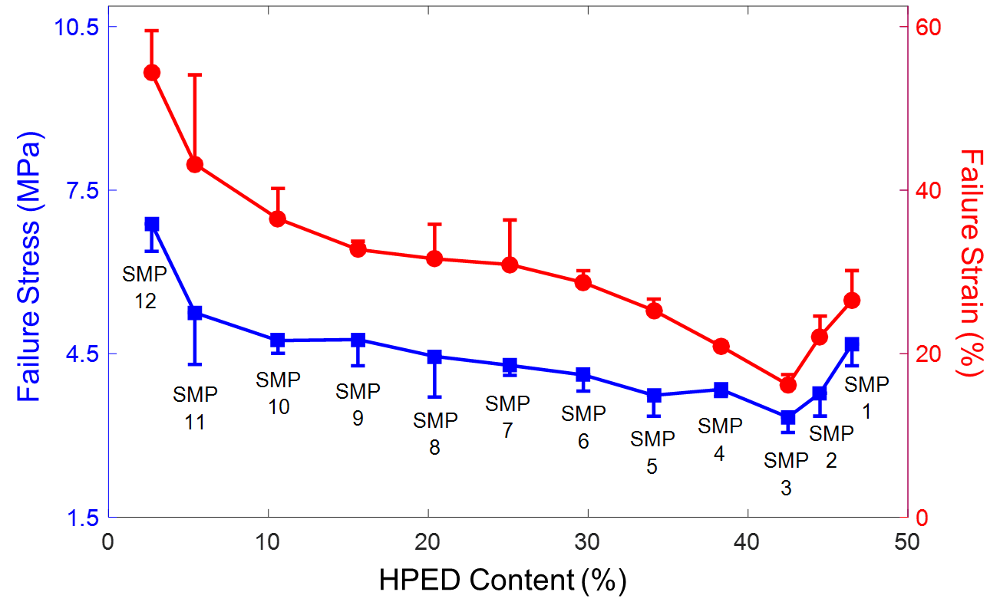 10.5
7.5
4.5
1.5
Failure Stress (MPa)
60
40
20
0
Failure Strain (%)
SMP
12
SMP
11
SMP
10
SMP
9
SMP
8
SMP
7
SMP
6
SMP
5
SMP
4
SMP
3
SMP
2
SMP
1
0
10
20
30
40
50
HPED Content (%)